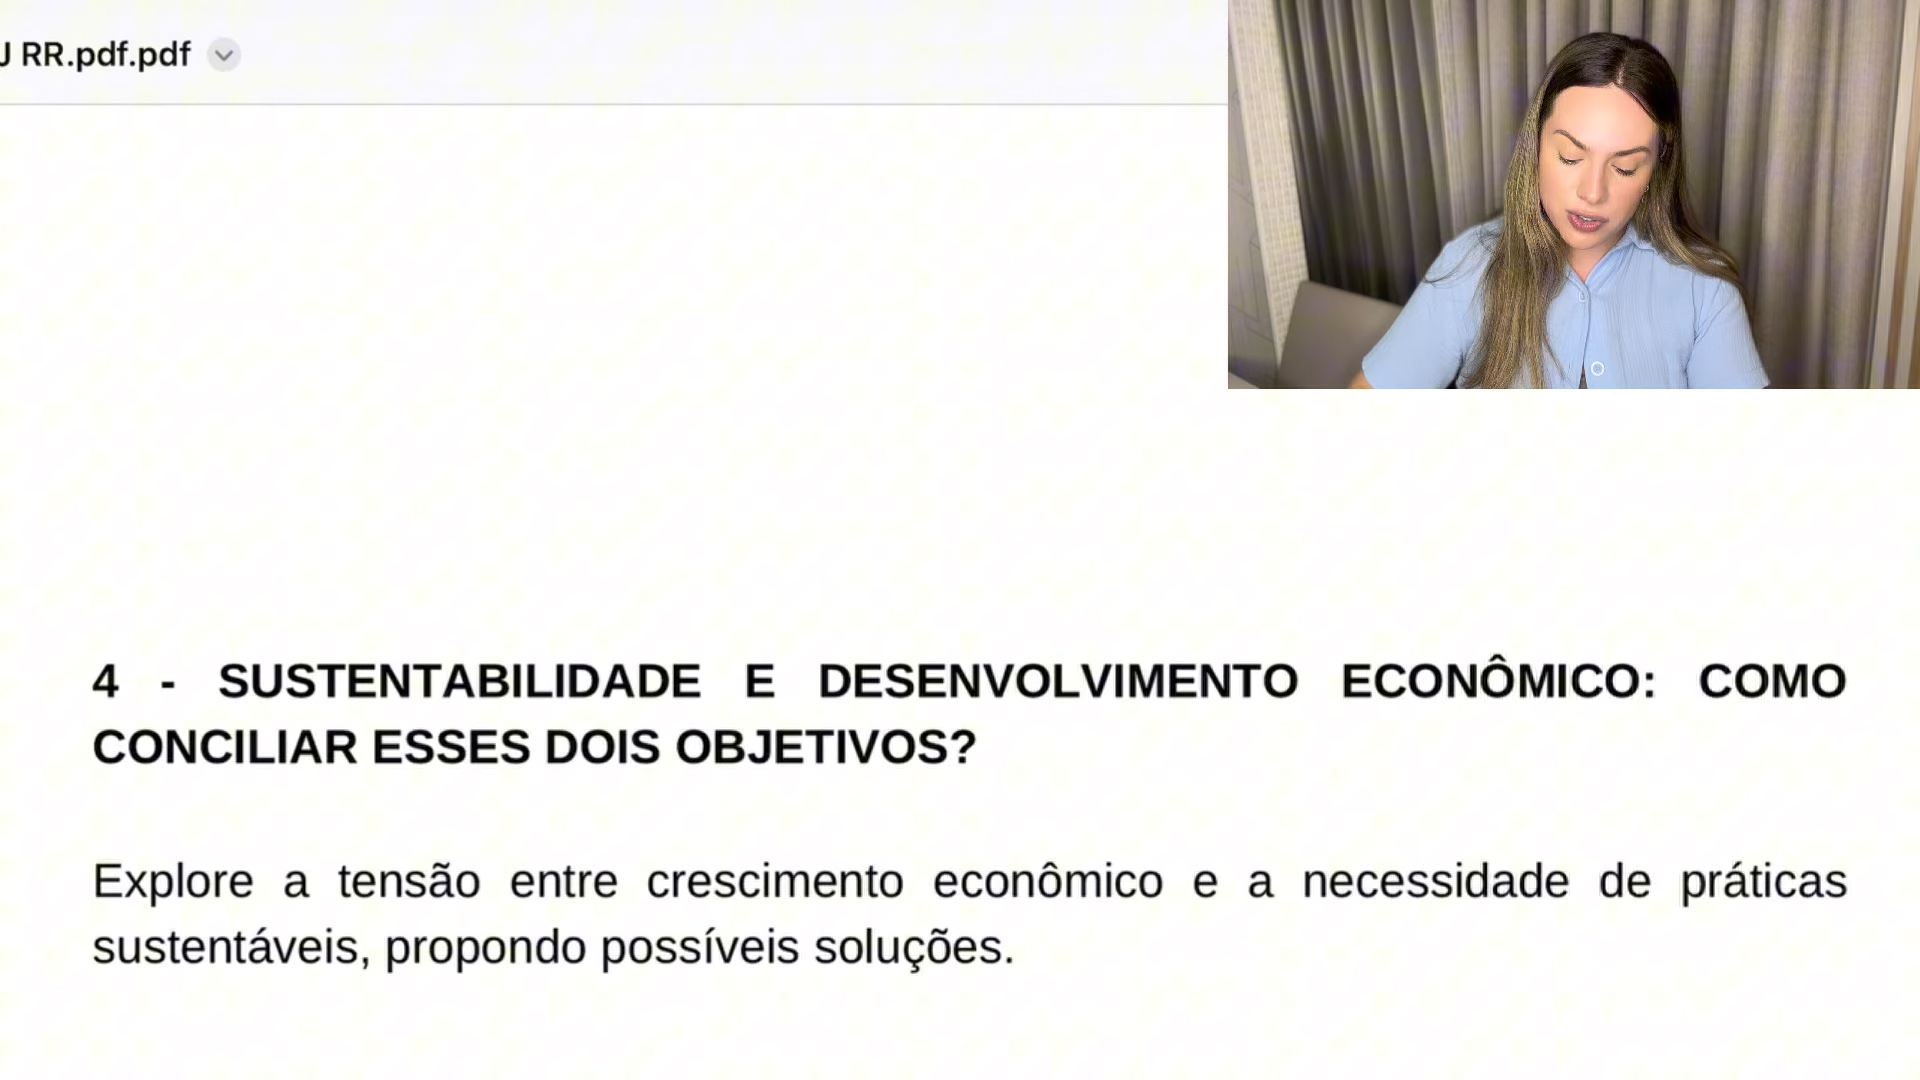 RR.pdf.pdf
4 - SUSTENTABILIDADE E DESENVOLVIMENTO ECONÔMICO: COMO
CONCILIAR ESSES DOIS OBJETIVOS?
Explore a tensão entre crescimento econômico e a necessidade de práticas
sustentáveis, propondo possíveis soluções.